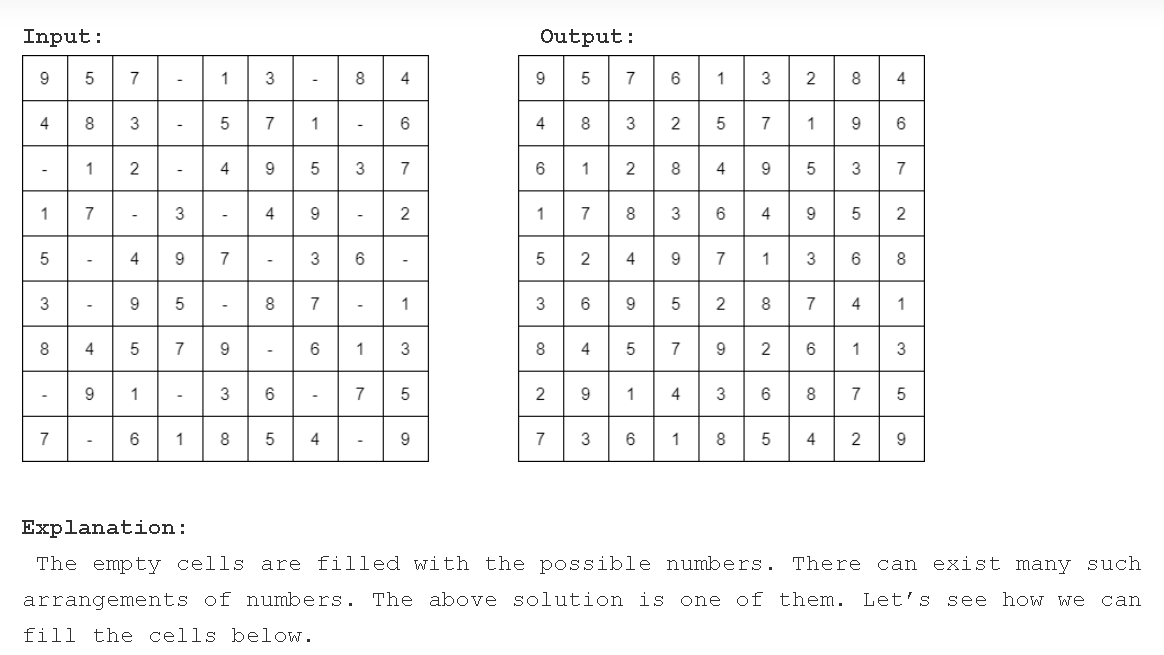 Input: Output:
9 5 7 - 1 3 - 8 4 9 5 7 6 1 3 2 8 4
4 8 3 - 5 7 1 - 6 4 8 3 2 5 7 1 9 6
- 1 2 - 4 9 5 3 7 6 1 2 8 4 9 5 3 7
1 7 - 3 - 4 9 - 2 1 7 8 3 6 4 9 5 2
5 - 4 9 7 - 3 6 - 5 2 4 9 7 1 3 6 8
3 - 9 5 - 8 7 - 1 3 6 9 5 2 8 7 4 1
8 4 5 7 9 - 6 1 3 8 4 5 7 9 2 6 1 3
- 9 1 - 3 6 - 7 5 2 9 1 4 3 6 8 7 5
7 - 6 1 8 5 4 - 9 7 3 6 1 8 5 4 2 9
Explanation:
The empty cells are filled with the possible numbers. There can exist many such
arrangements of numbers. The above solution is one of them. Let’s see how we can
fill the cells below.